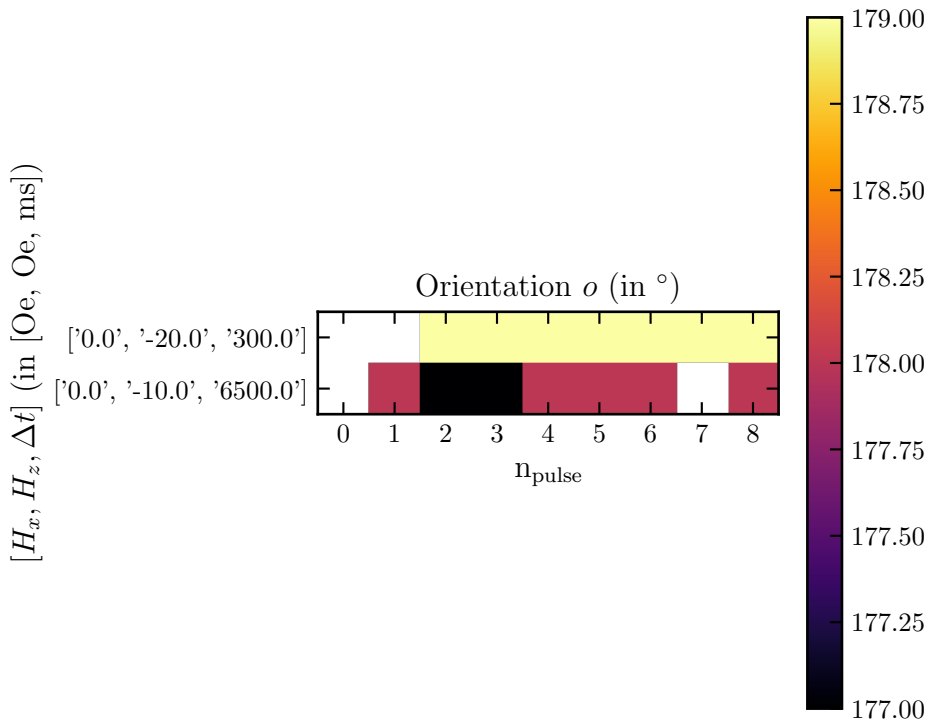 Orientation o (in °)
[H_x, H_z, Δt] (in [Oe, Oe, ms])
['0.0', '-20.0', '300.0']
['0.0', '-10.0', '6500.0']
0 1 2 3 4 5 6 7 8
n_pulse
179.00
178.75
178.50
178.25
178.00
177.75
177.50
177.25
177.00